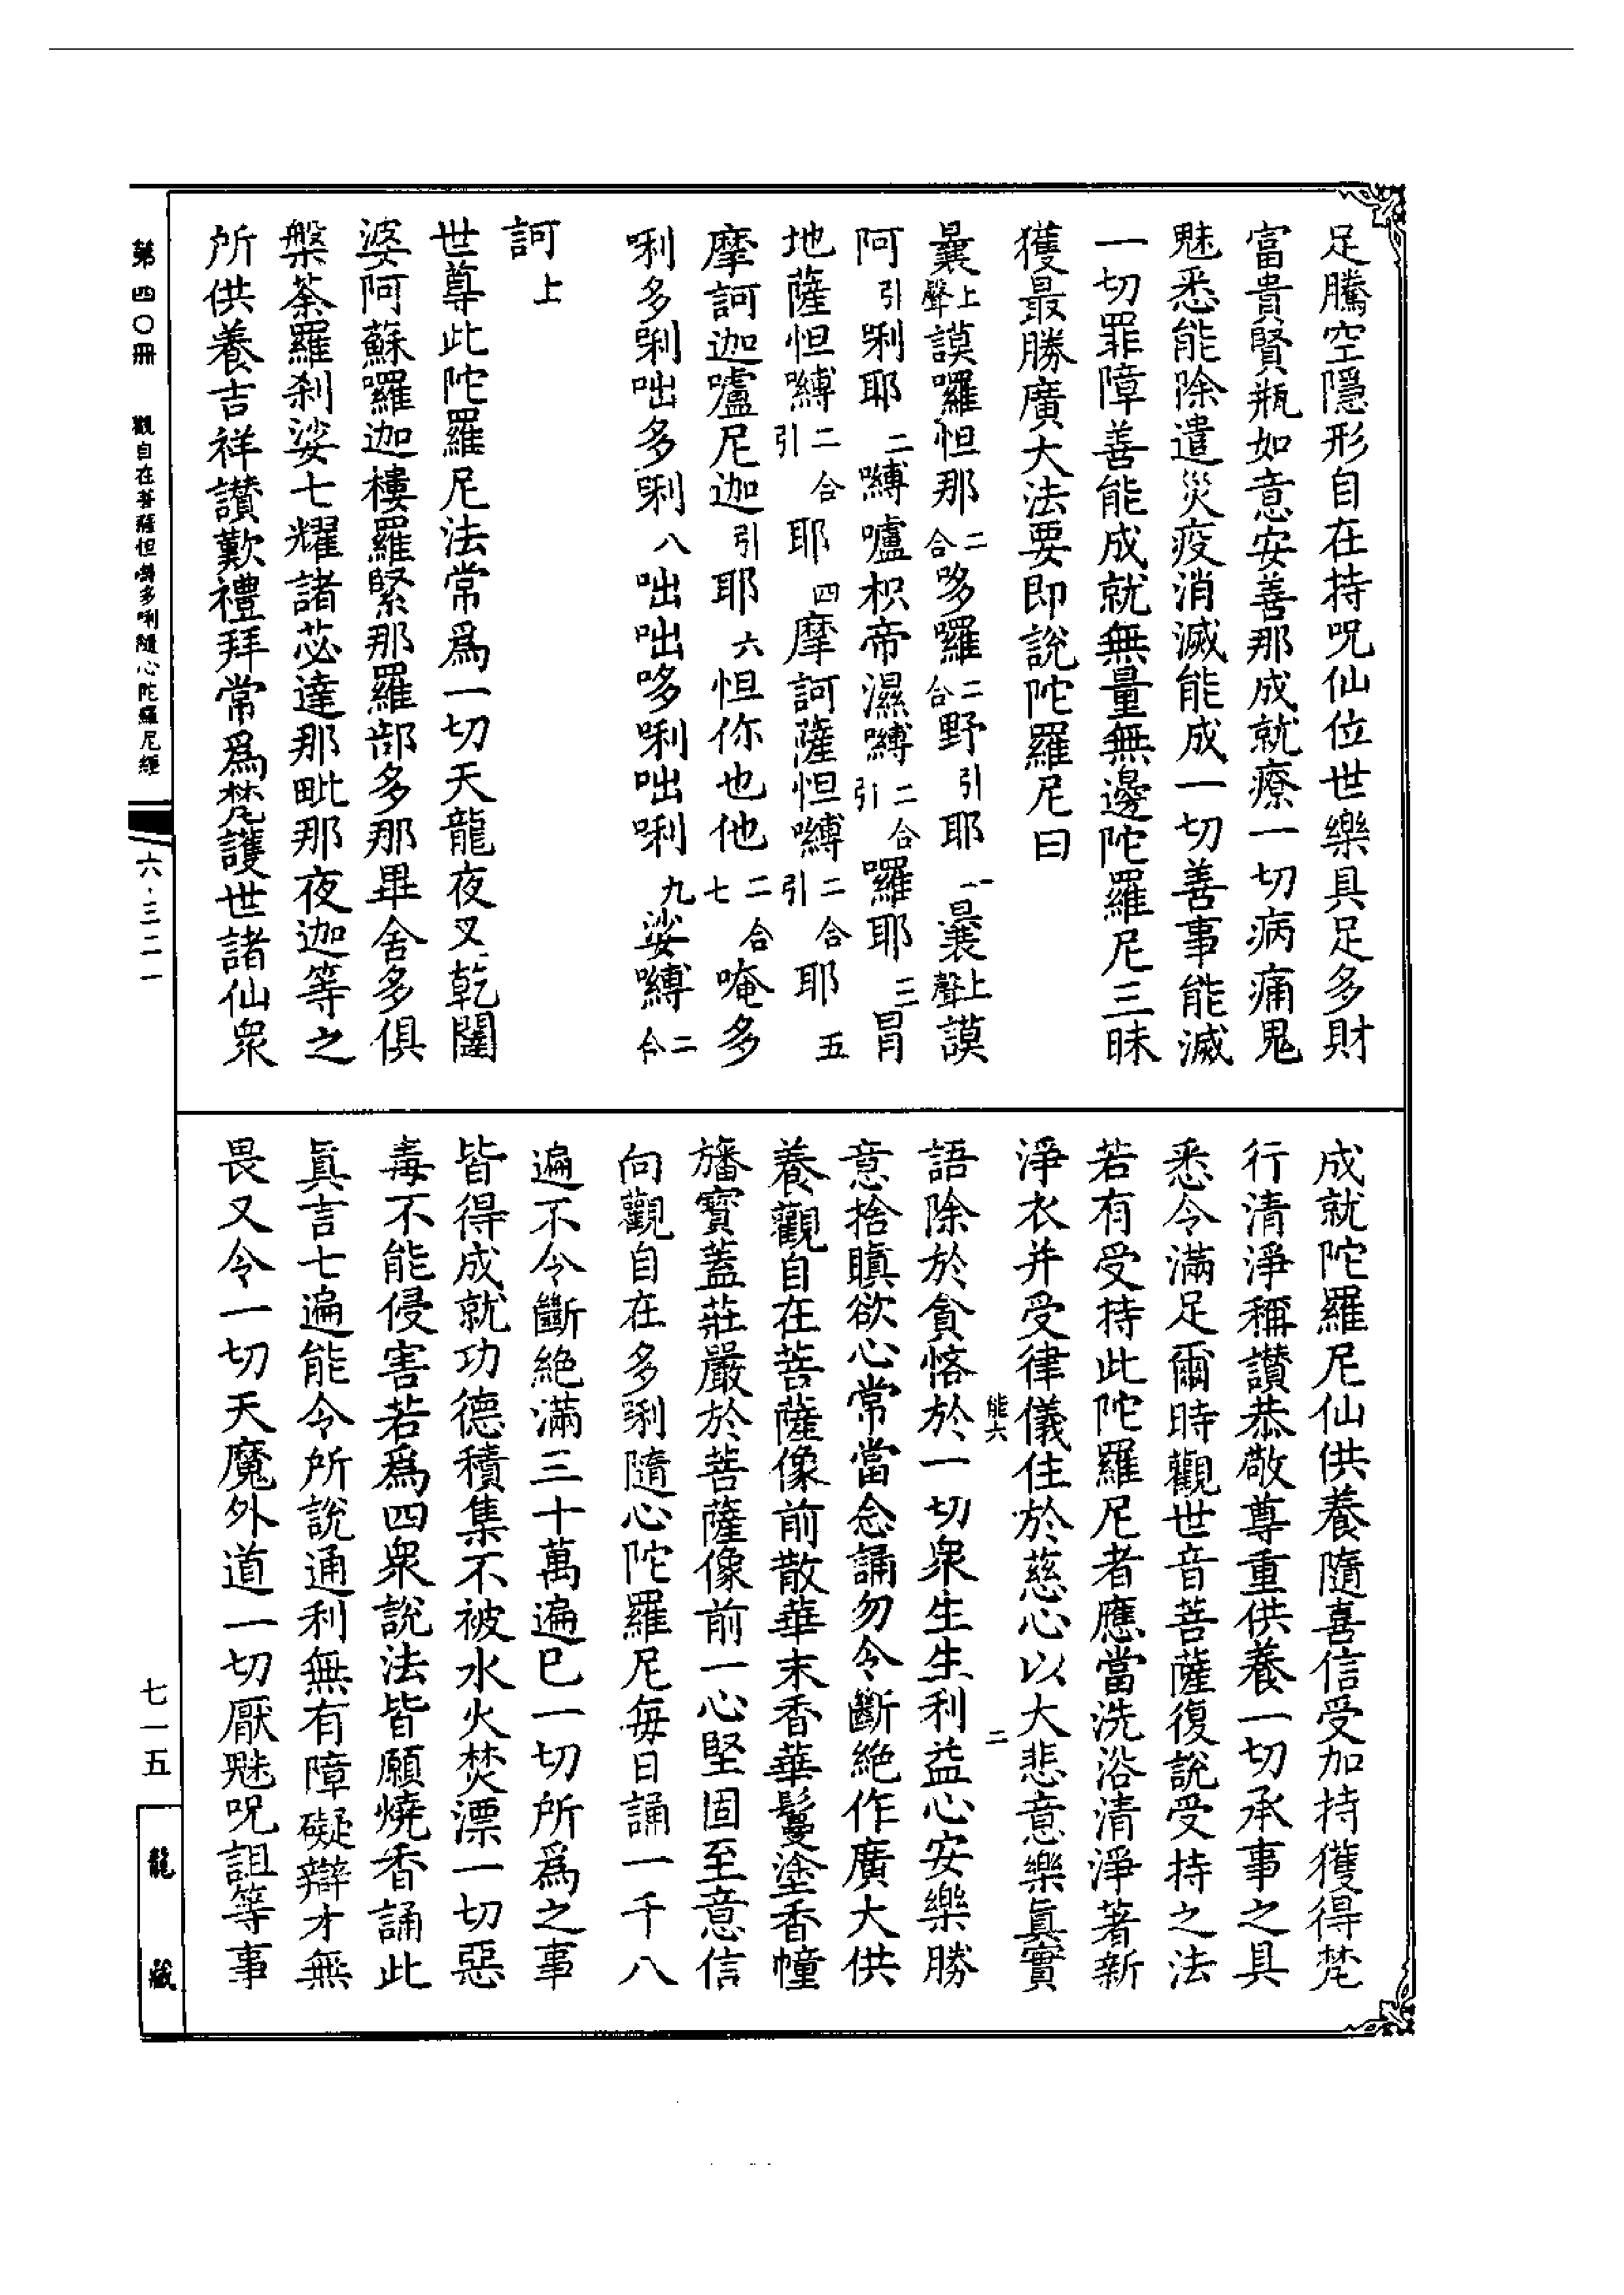 足騰空隱形自在持呪仙位世樂具足多財
富貴賢瓶如意安善那成就療一切病痛鬼
魅悉能除遣災疫消滅能成一切善事能滅
一切罪障善能成就無量無邊陀羅尼三昧
獲最勝廣大法要即說陀羅尼曰
曩上聲謨囉怛那二合哆羅二合野引耶一曩上聲謨
阿引唎耶二嚩嚧枳帝濕嚩二合引囉耶三冐
地薩怛嚩二合引耶四摩訶薩怛嚩二合引耶五
摩訶迦嚧尼迦引耶六怛你也他二合七唵多
唎多唎咄多唎八咄咄哆唎咄唎九娑嚩二合
訶上
世尊此陀羅尼法常爲一切天龍夜叉乾闥
婆阿蘇囉迦樓羅緊那羅部多那畢舍多俱
槃荼羅剎娑七耀諸苾達那毗那夜迦等之
所供養吉祥讃歎禮拜常爲梵護世諸仙衆
成就陀羅尼仙供養隨喜信受加持獲得梵
行清淨稱讃恭敬尊重供養一切承事之具
悉令滿足爾時觀世音菩薩復說受持之法
若有受持此陀羅尼者應當洗浴清淨著新
淨衣并受律儀住於慈心以大悲意樂眞實
能六 二
語除於貪悋於一切衆生生利益心安樂勝
意捨瞋欲心常當念誦勿令斷絶作廣大供
養觀自在菩薩像前散華末香華鬘塗香幢
旛寳蓋莊嚴於菩薩像前一心堅固至意信
向觀自在多唎隨心陀羅尼每日誦一千八
遍不令斷絶滿三十萬遍已一切所爲之事
皆得成就功德積集不被水火焚漂一切惡
毒不能侵害若爲四衆說法皆願燒香誦此
眞言七遍能令所說通利無有障礙辯才無
畏又令一切天魔外道一切厭魅呪詛等事
第四〇冊 觀自在菩薩怛嚩多唎隨心陀羅尼經
六·三二一
七一五
龍藏